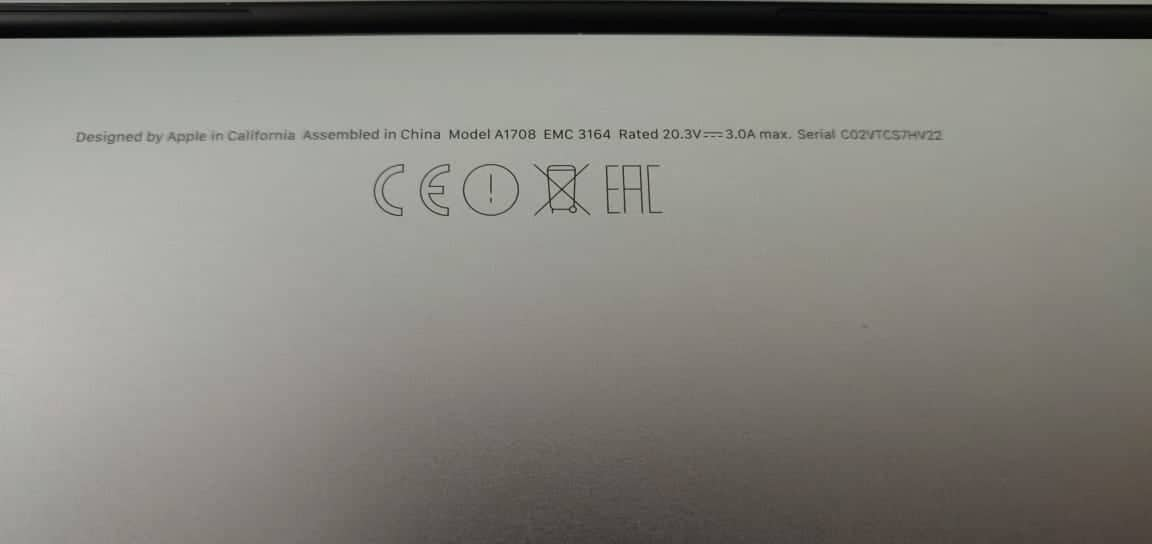 Designed by Apple in California Assembled in China Model A1708 EMC 3164 Rated 20.3V⎓3.0A max. Serial C02VTCS7HV22
CE EAC